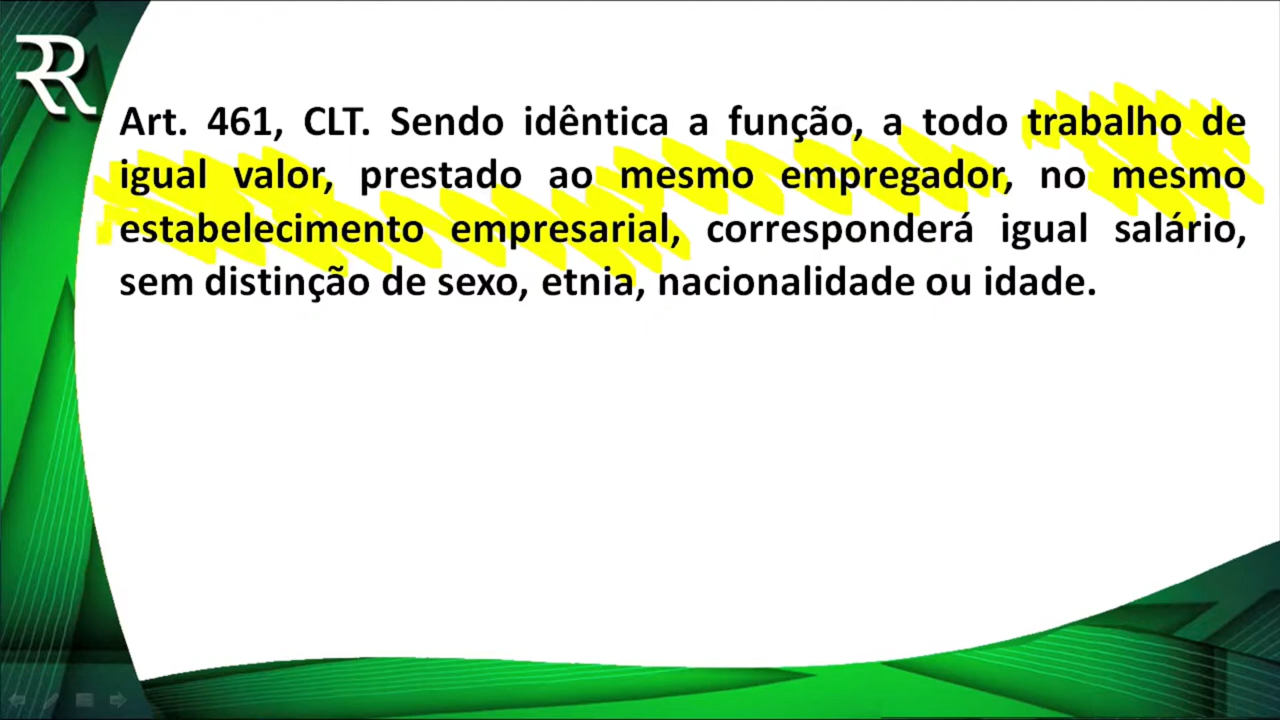 Art. 461, CLT. Sendo idêntica a função, a todo trabalho de
igual valor, prestado ao mesmo empregador, no mesmo
estabelecimento empresarial, corresponderá igual salário,
sem distinção de sexo, etnia, nacionalidade ou idade.